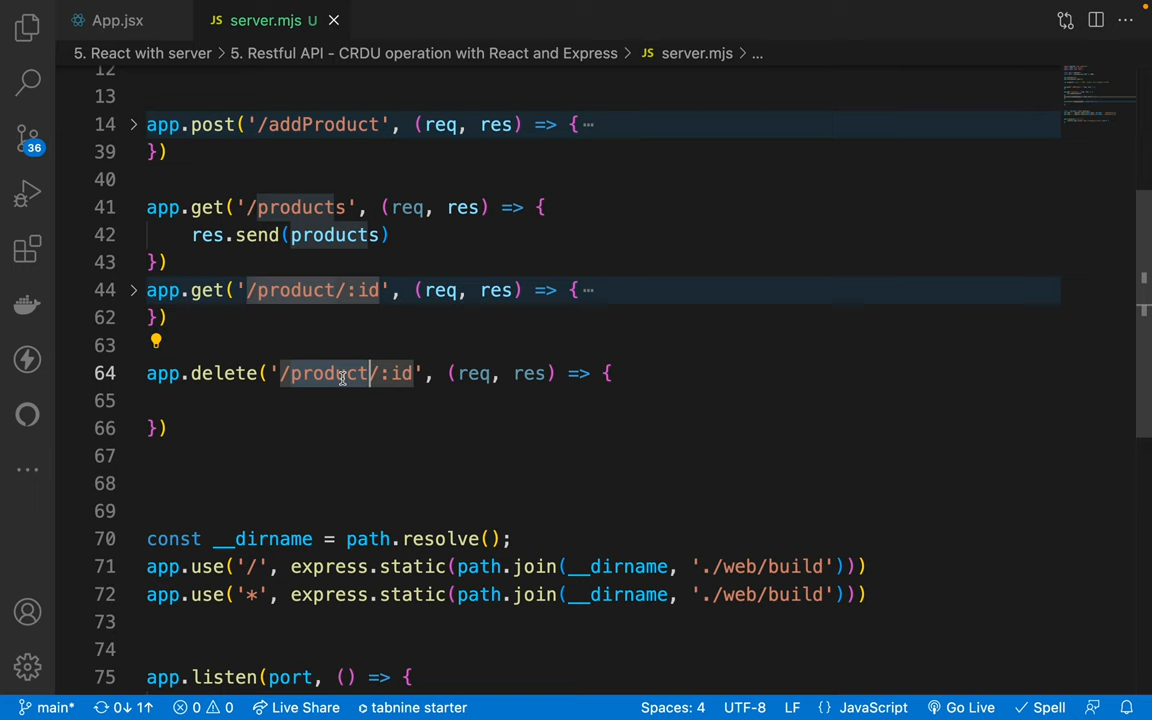 App.jsx
JS server.mjs U
5. React with server > 5. Restful API - CRDU operation with React and Express > JS server.mjs > ...
12
13
14 > app.post('/addProduct', (req, res) => {⋯
39 })
40
41 app.get('/products', (req, res) => {
42 res.send(products)
43 })
44 > app.get('/product/:id', (req, res) => {⋯
62 })
63
64 app.delete('/product/:id', (req, res) => {
65
66 })
67
68
69
70 const __dirname = path.resolve();
71 app.use('/', express.static(path.join(__dirname, './web/build')))
72 app.use('*', express.static(path.join(__dirname, './web/build')))
73
74
75 app.listen(port, () => {
36
main* 0↓ 1↑ 0 0 Live Share tabnine starter Spaces: 4 UTF-8 LF {} JavaScript Go Live Spell